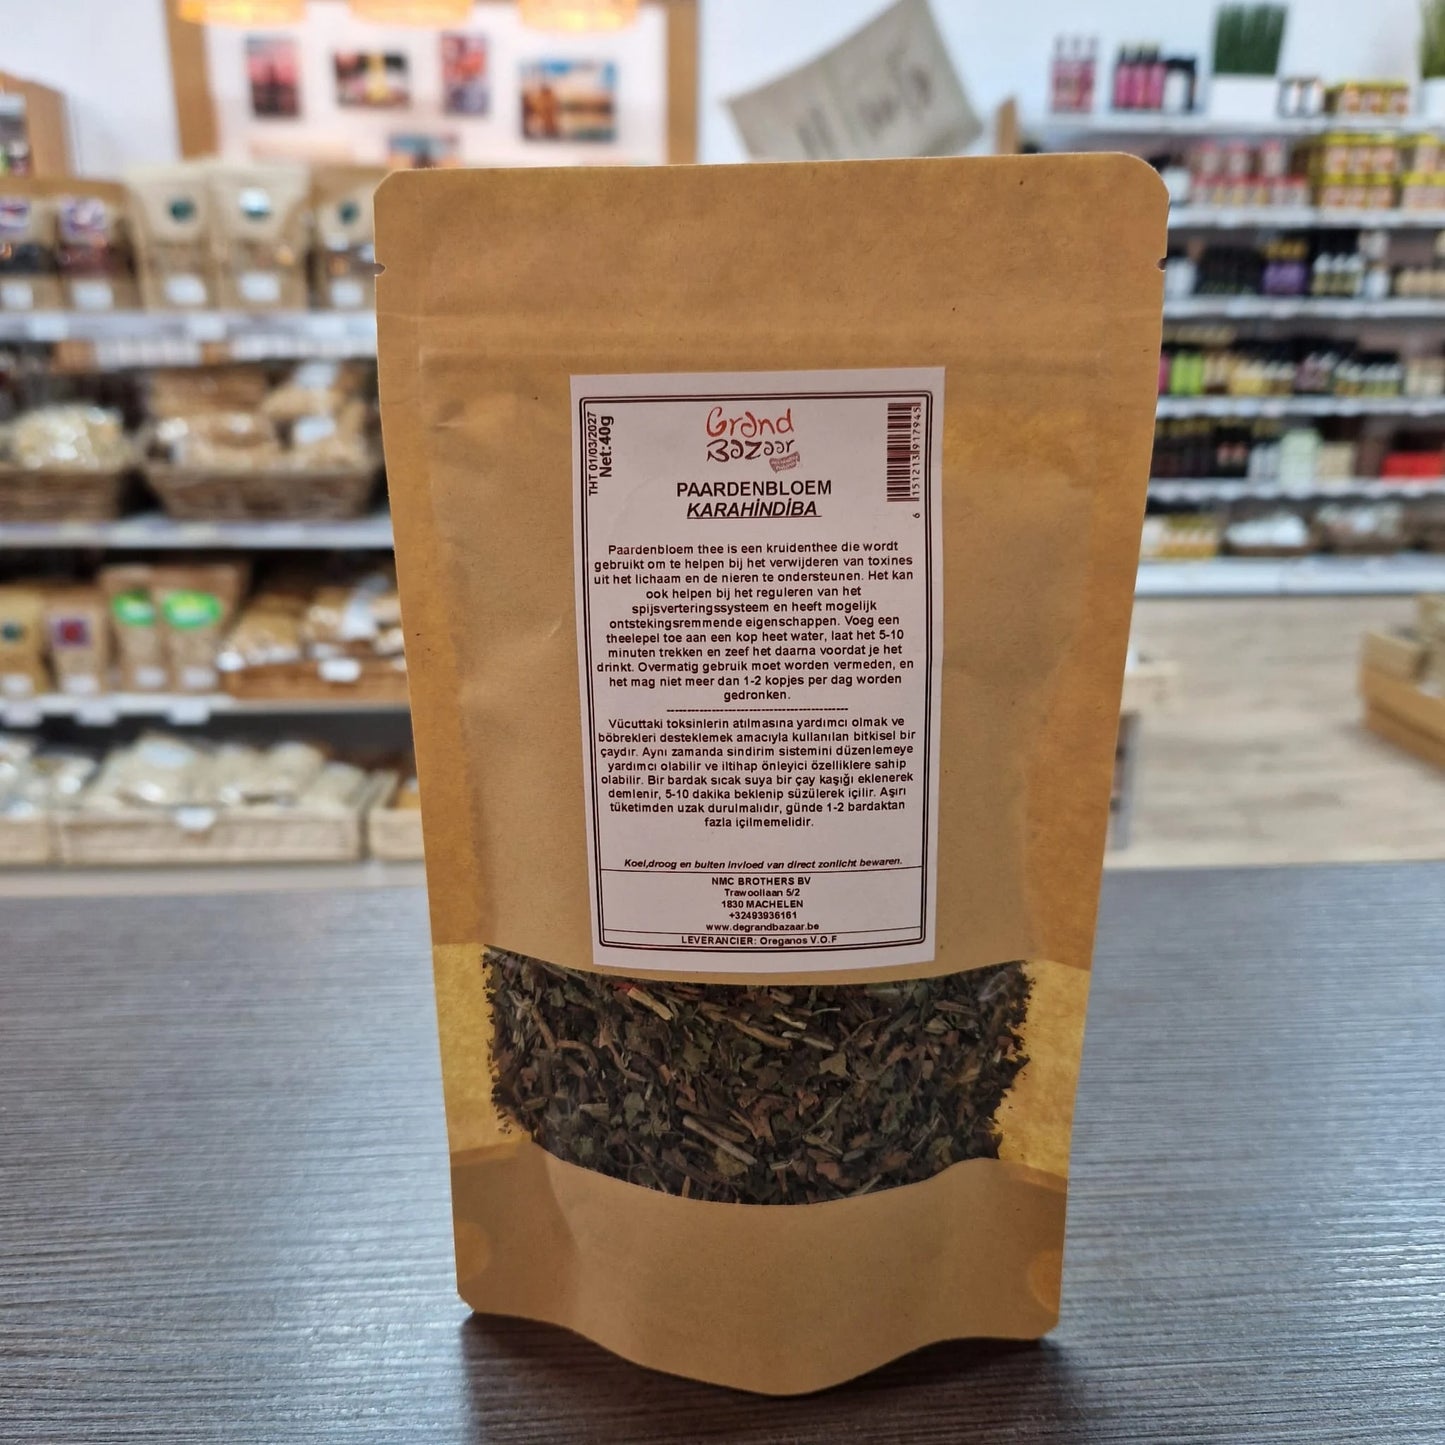 THT 01/03/2027
Net:40g
Grand
Bazaar
6 151213 917945
PAARDENBLOEM
KARAHİNDİBA
Paardenbloem thee is een kruidenthee die wordt
gebruikt om te helpen bij het verwijderen van toxines
uit het lichaam en de nieren te ondersteunen. Het kan
ook helpen bij het reguleren van het
spijsverteringssysteem en heeft mogelijk
ontstekingsremmende eigenschappen. Voeg een
theelepel toe aan een kop heet water, laat het 5-10
minuten trekken en zeef het daarna voordat je het
drinkt. Overmatig gebruik moet worden vermeden, en
het mag niet meer dan 1-2 kopjes per dag worden
gedronken.
Vücuttaki toksinlerin atılmasına yardımcı olmak ve
böbrekleri desteklemek amacıyla kullanılan bitkisel bir
çaydır. Aynı zamanda sindirim sistemini düzenlemeye
yardımcı olabilir ve iltihap önleyici özelliklere sahip
olabilir. Bir bardak sıcak suya bir çay kaşığı eklenerek
demlenir, 5-10 dakika beklenip süzülerek içilir. Aşırı
tüketimden uzak durulmalıdır, günde 1-2 bardaktan
fazla içilmemelidir.
Koel,droog en buiten invloed van direct zonlicht bewaren.
NMC BROTHERS BV
Trawoollaan 5/2
1830 MACHELEN
+32493936161
www.degrandbazaar.be
LEVERANCIER: Oreganos V.O.F